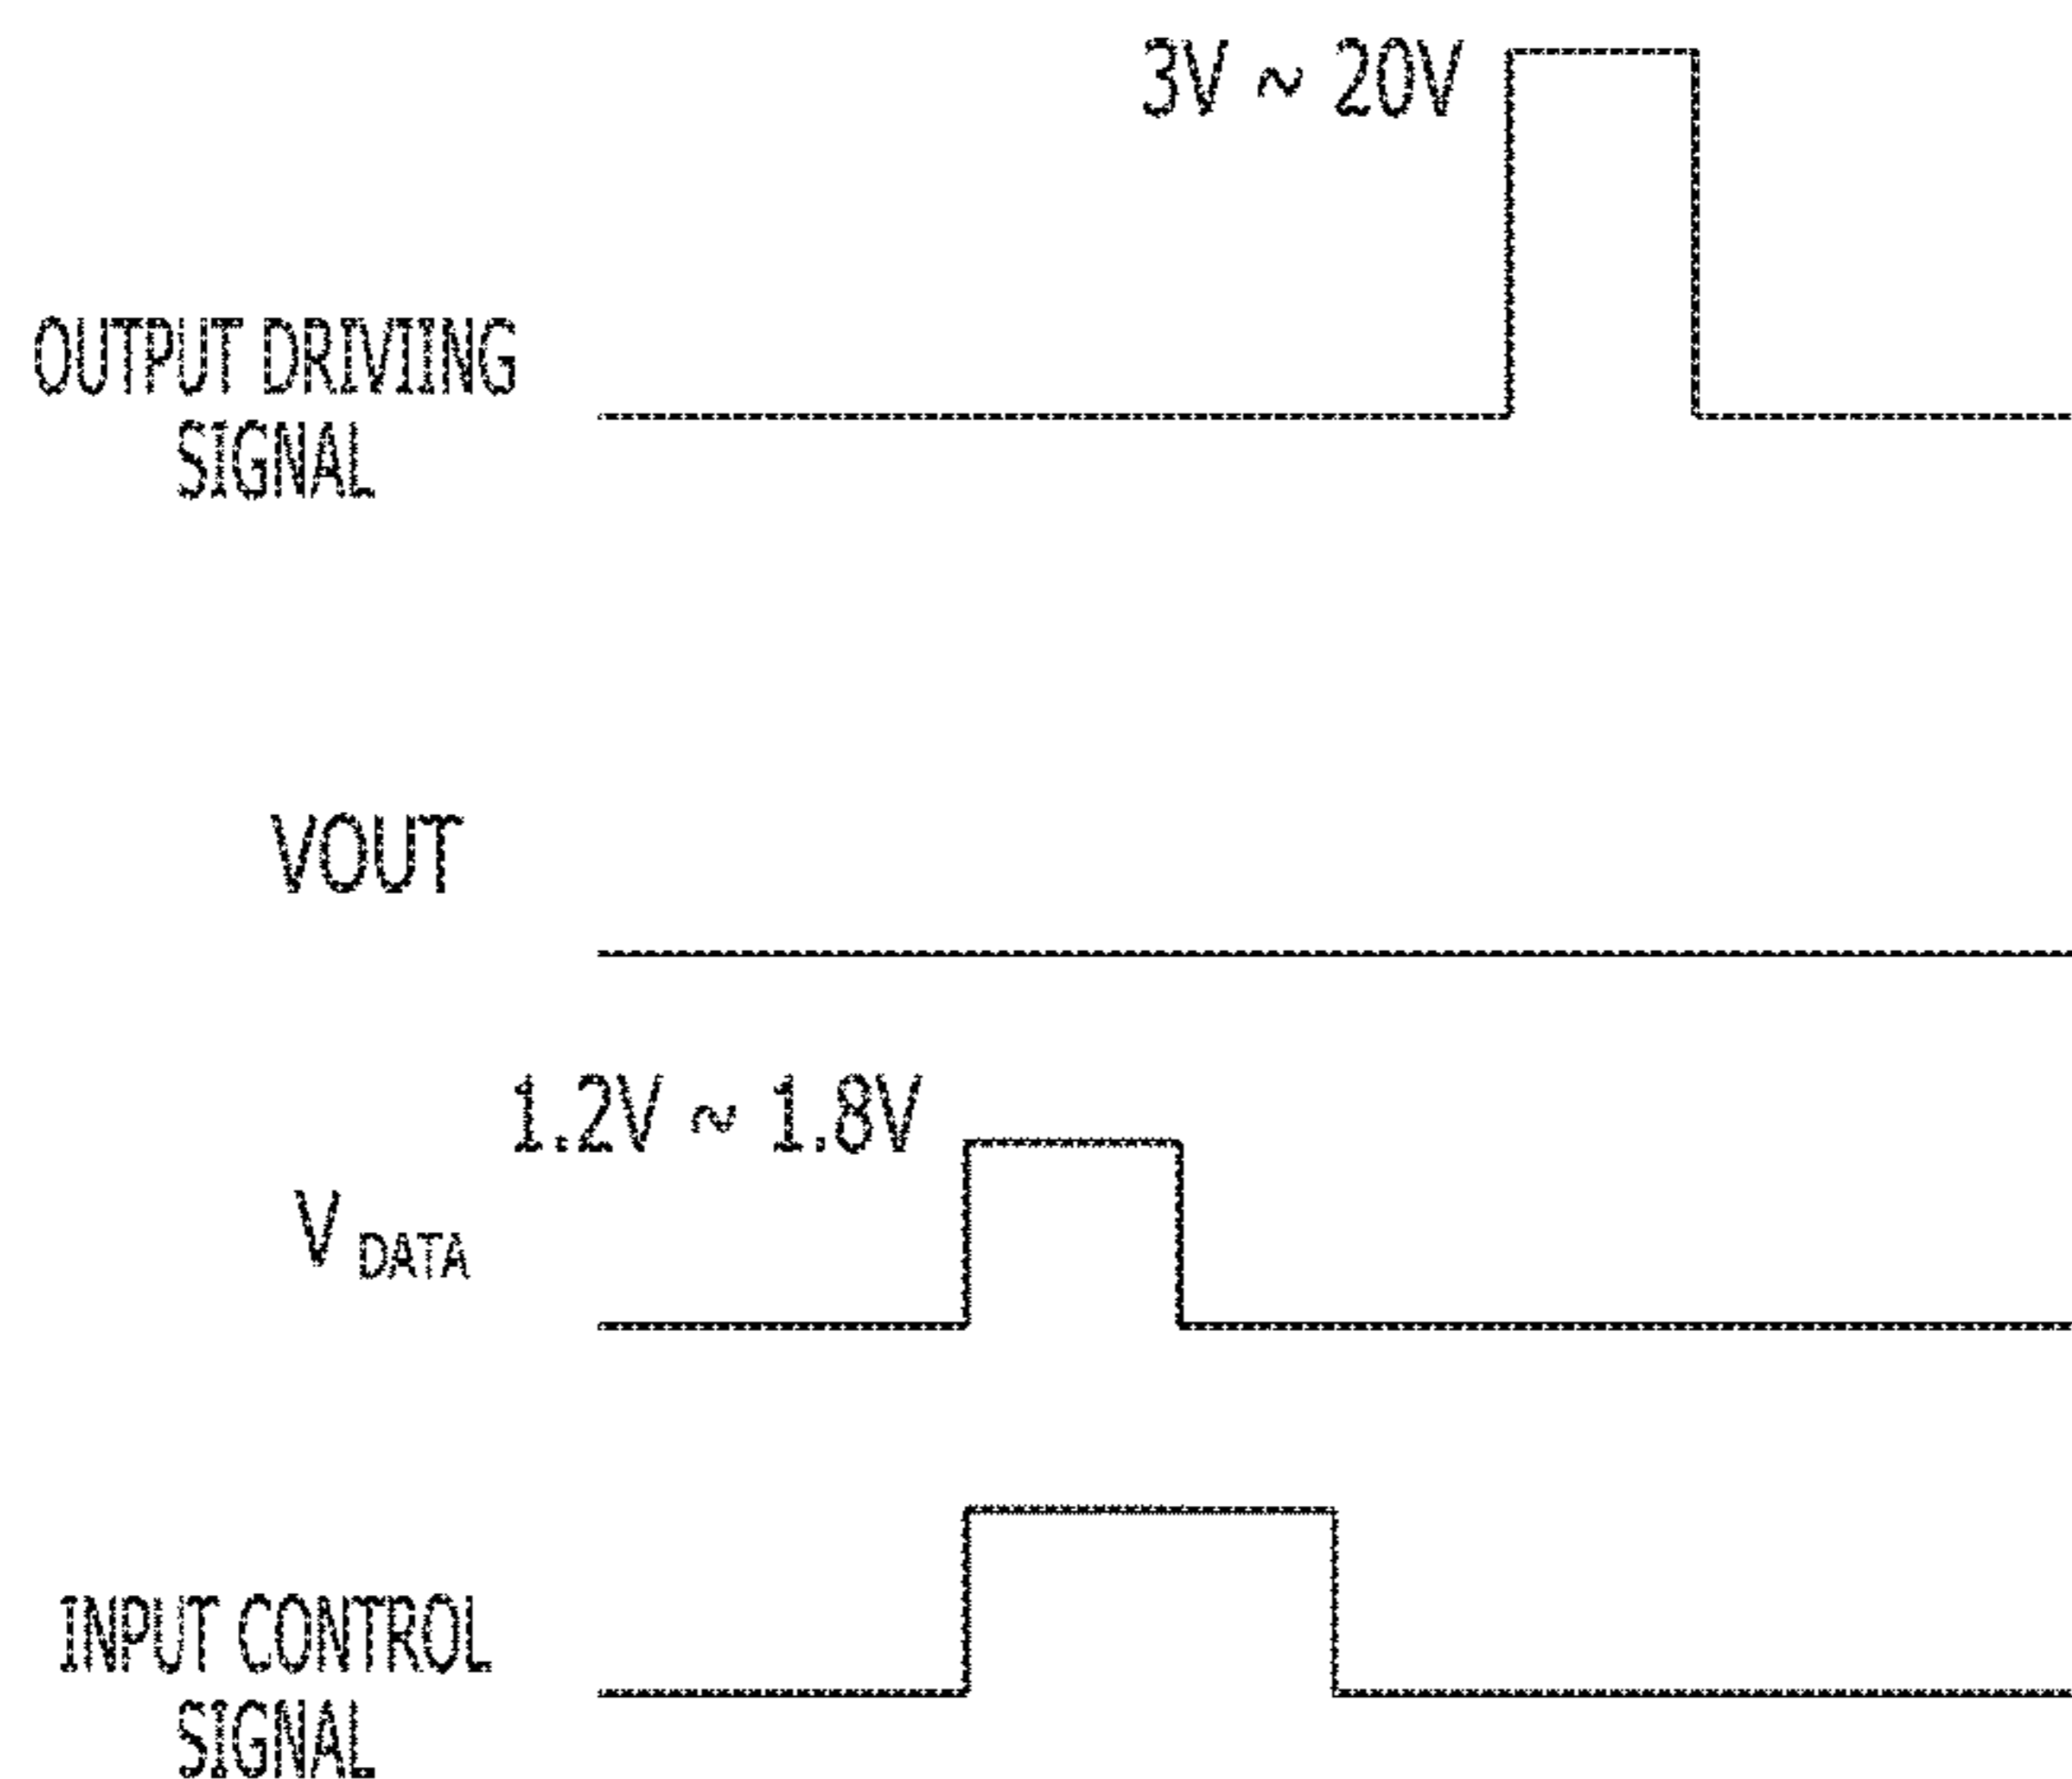 3V ~ 20V
OUTPUT DRIVIING
SIGNAL
VOUT
1.2V ~ 1.8V
V DATA
INPUT CONTROL
SIGNAL